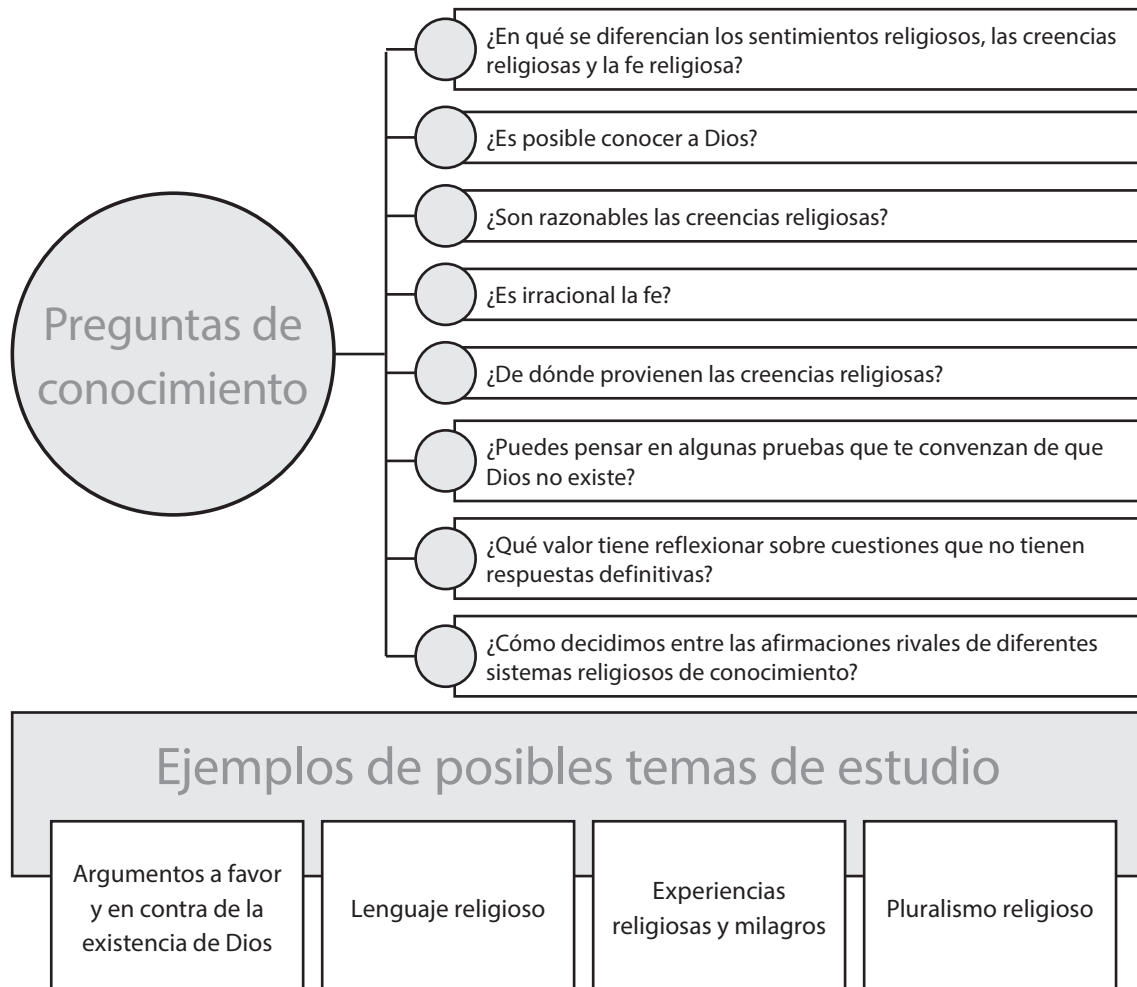 Preguntas de
conocimiento
¿En qué se diferencian los sentimientos religiosos, las creencias
religiosas y la fe religiosa?
¿Es posible conocer a Dios?
¿Son razonables las creencias religiosas?
¿Es irracional la fe?
¿De dónde provienen las creencias religiosas?
¿Puedes pensar en algunas pruebas que te convenzan de que
Dios no existe?
¿Qué valor tiene reflexionar sobre cuestiones que no tienen
respuestas definitivas?
¿Cómo decidimos entre las afirmaciones rivales de diferentes
sistemas religiosos de conocimiento?
Ejemplos de posibles temas de estudio
Argumentos a favor
y en contra de la
existencia de Dios
Lenguaje religioso
Experiencias
religiosas y milagros
Pluralismo religioso